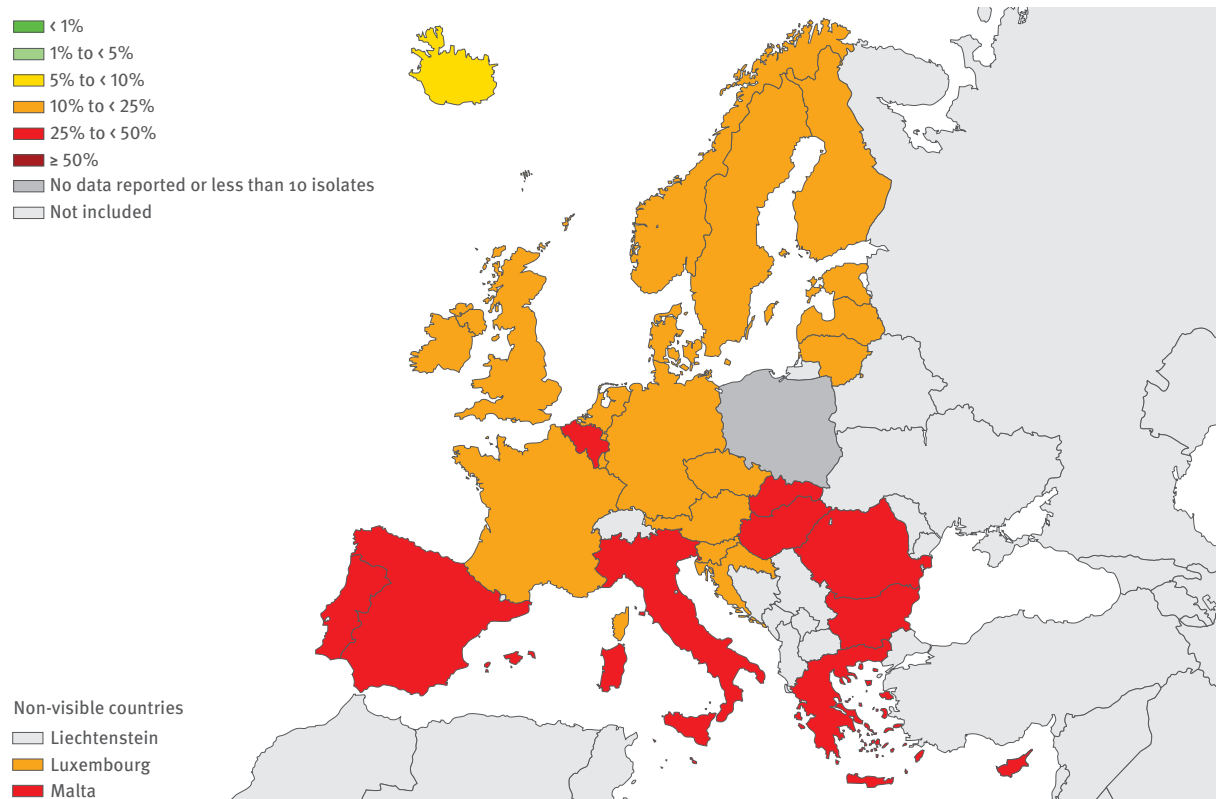 < 1%
1% to < 5%
5% to < 10%
10% to < 25%
25% to < 50%
≥ 50%
No data reported or less than 10 isolates
Not included
Non-visible countries
Liechtenstein
Luxembourg
Malta